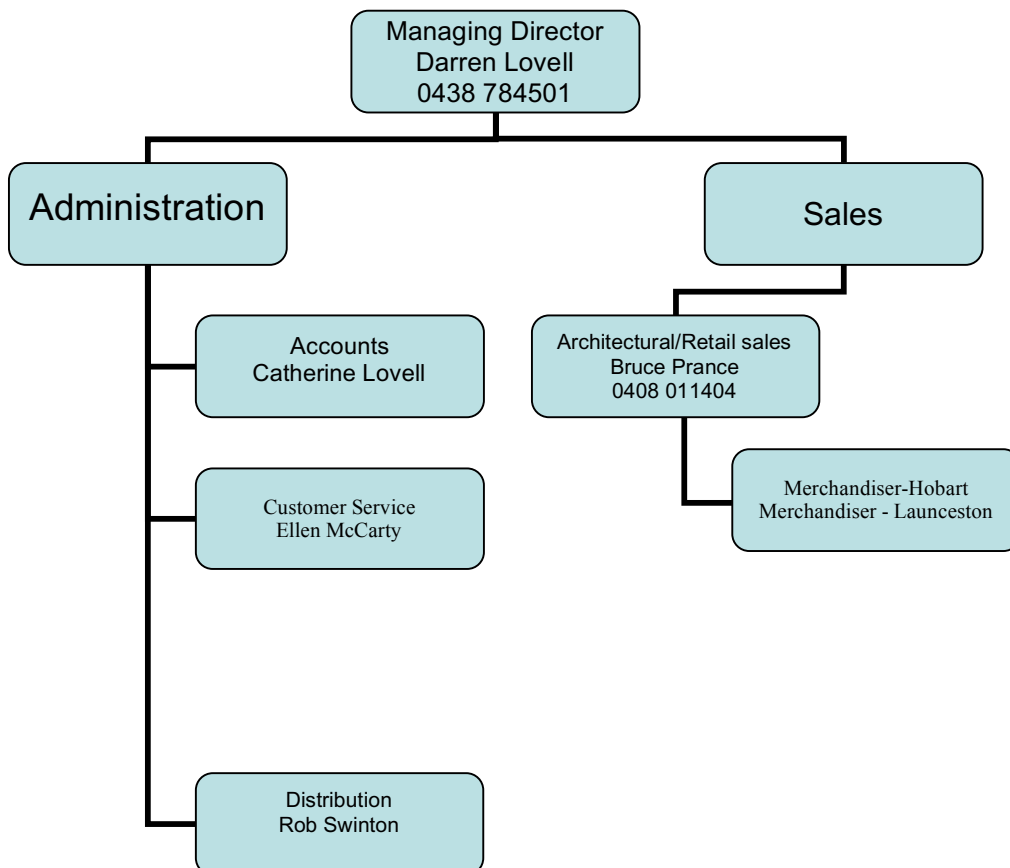 Managing Director
Darren Lovell
0438 784501
Administration
Sales
Accounts
Catherine Lovell
Architectural/Retail sales
Bruce Prance
0408 011404
Customer Service
Ellen McCarty
Merchandiser-Hobart
Merchandiser - Launceston
Distribution
Rob Swinton